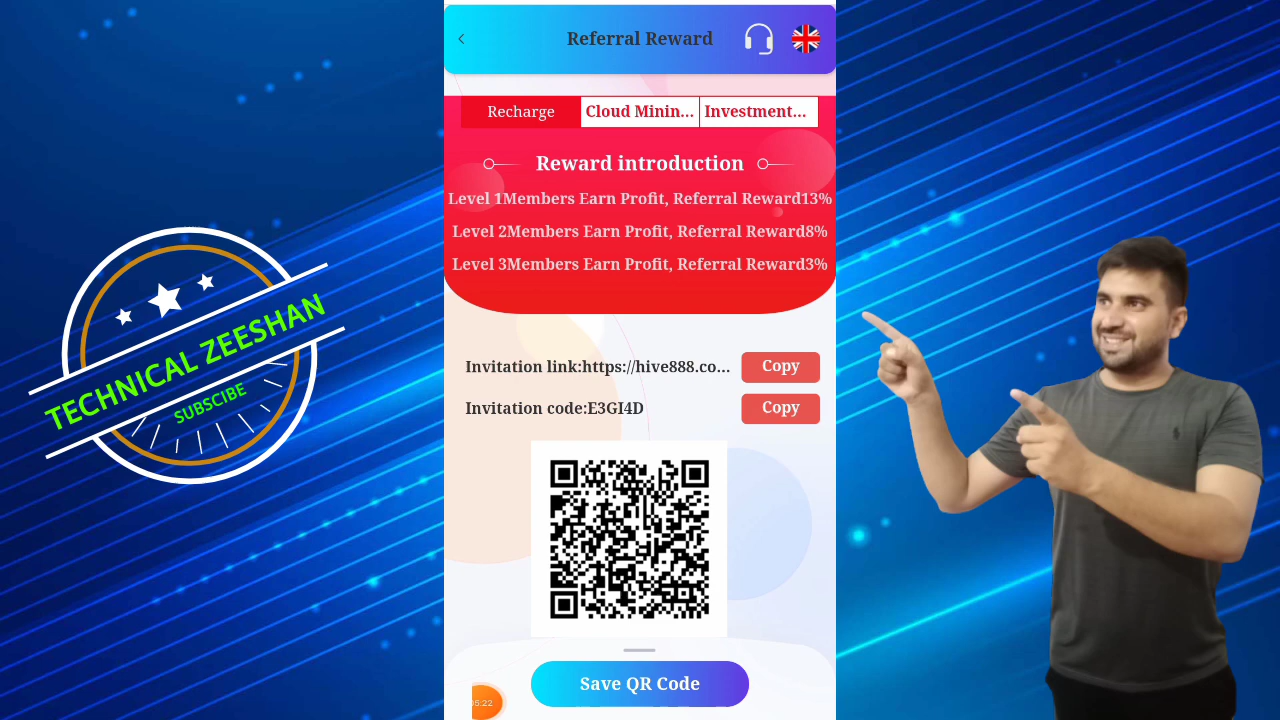 TECHNICAL ZEESHAN
SUBSCIBE
Referral Reward
Recharge
Cloud Minin...
Investment...
Reward introduction
Level 1Members Earn Profit, Referral Reward13%
Level 2Members Earn Profit, Referral Reward8%
Level 3Members Earn Profit, Referral Reward3%
Invitation link:https://hive888.co...
Copy
Invitation code:E3GI4D
Copy
Save QR Code
05:22